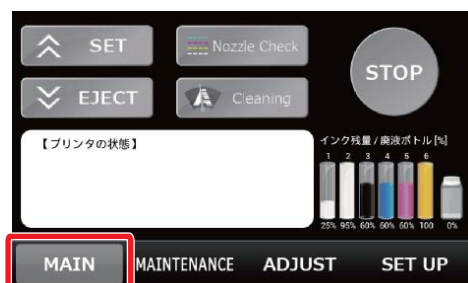 SET
Nozzle Check
STOP
EJECT
Cleaning
【プリンタの状態】
インク残量/廃液ボトル[%]
1 2 3 4 5 6
25% 95% 60% 60% 60% 100 0%
MAIN MAINTENANCE ADJUST SET UP